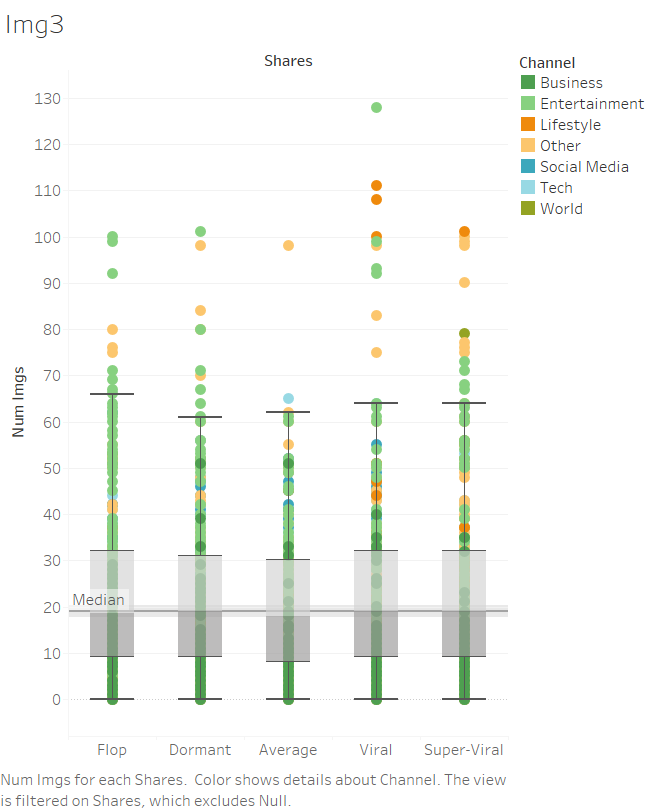 Img3
Shares
Channel
Business
Entertainment
Lifestyle
Other
Social Media
Tech
World
130
120
110
100
90
80
70
60
50
40
30
20
10
0
Num Imgs
Median
Flop Dormant Average Viral Super-Viral
Num Imgs for each Shares. Color shows details about Channel. The view
is filtered on Shares, which excludes Null.